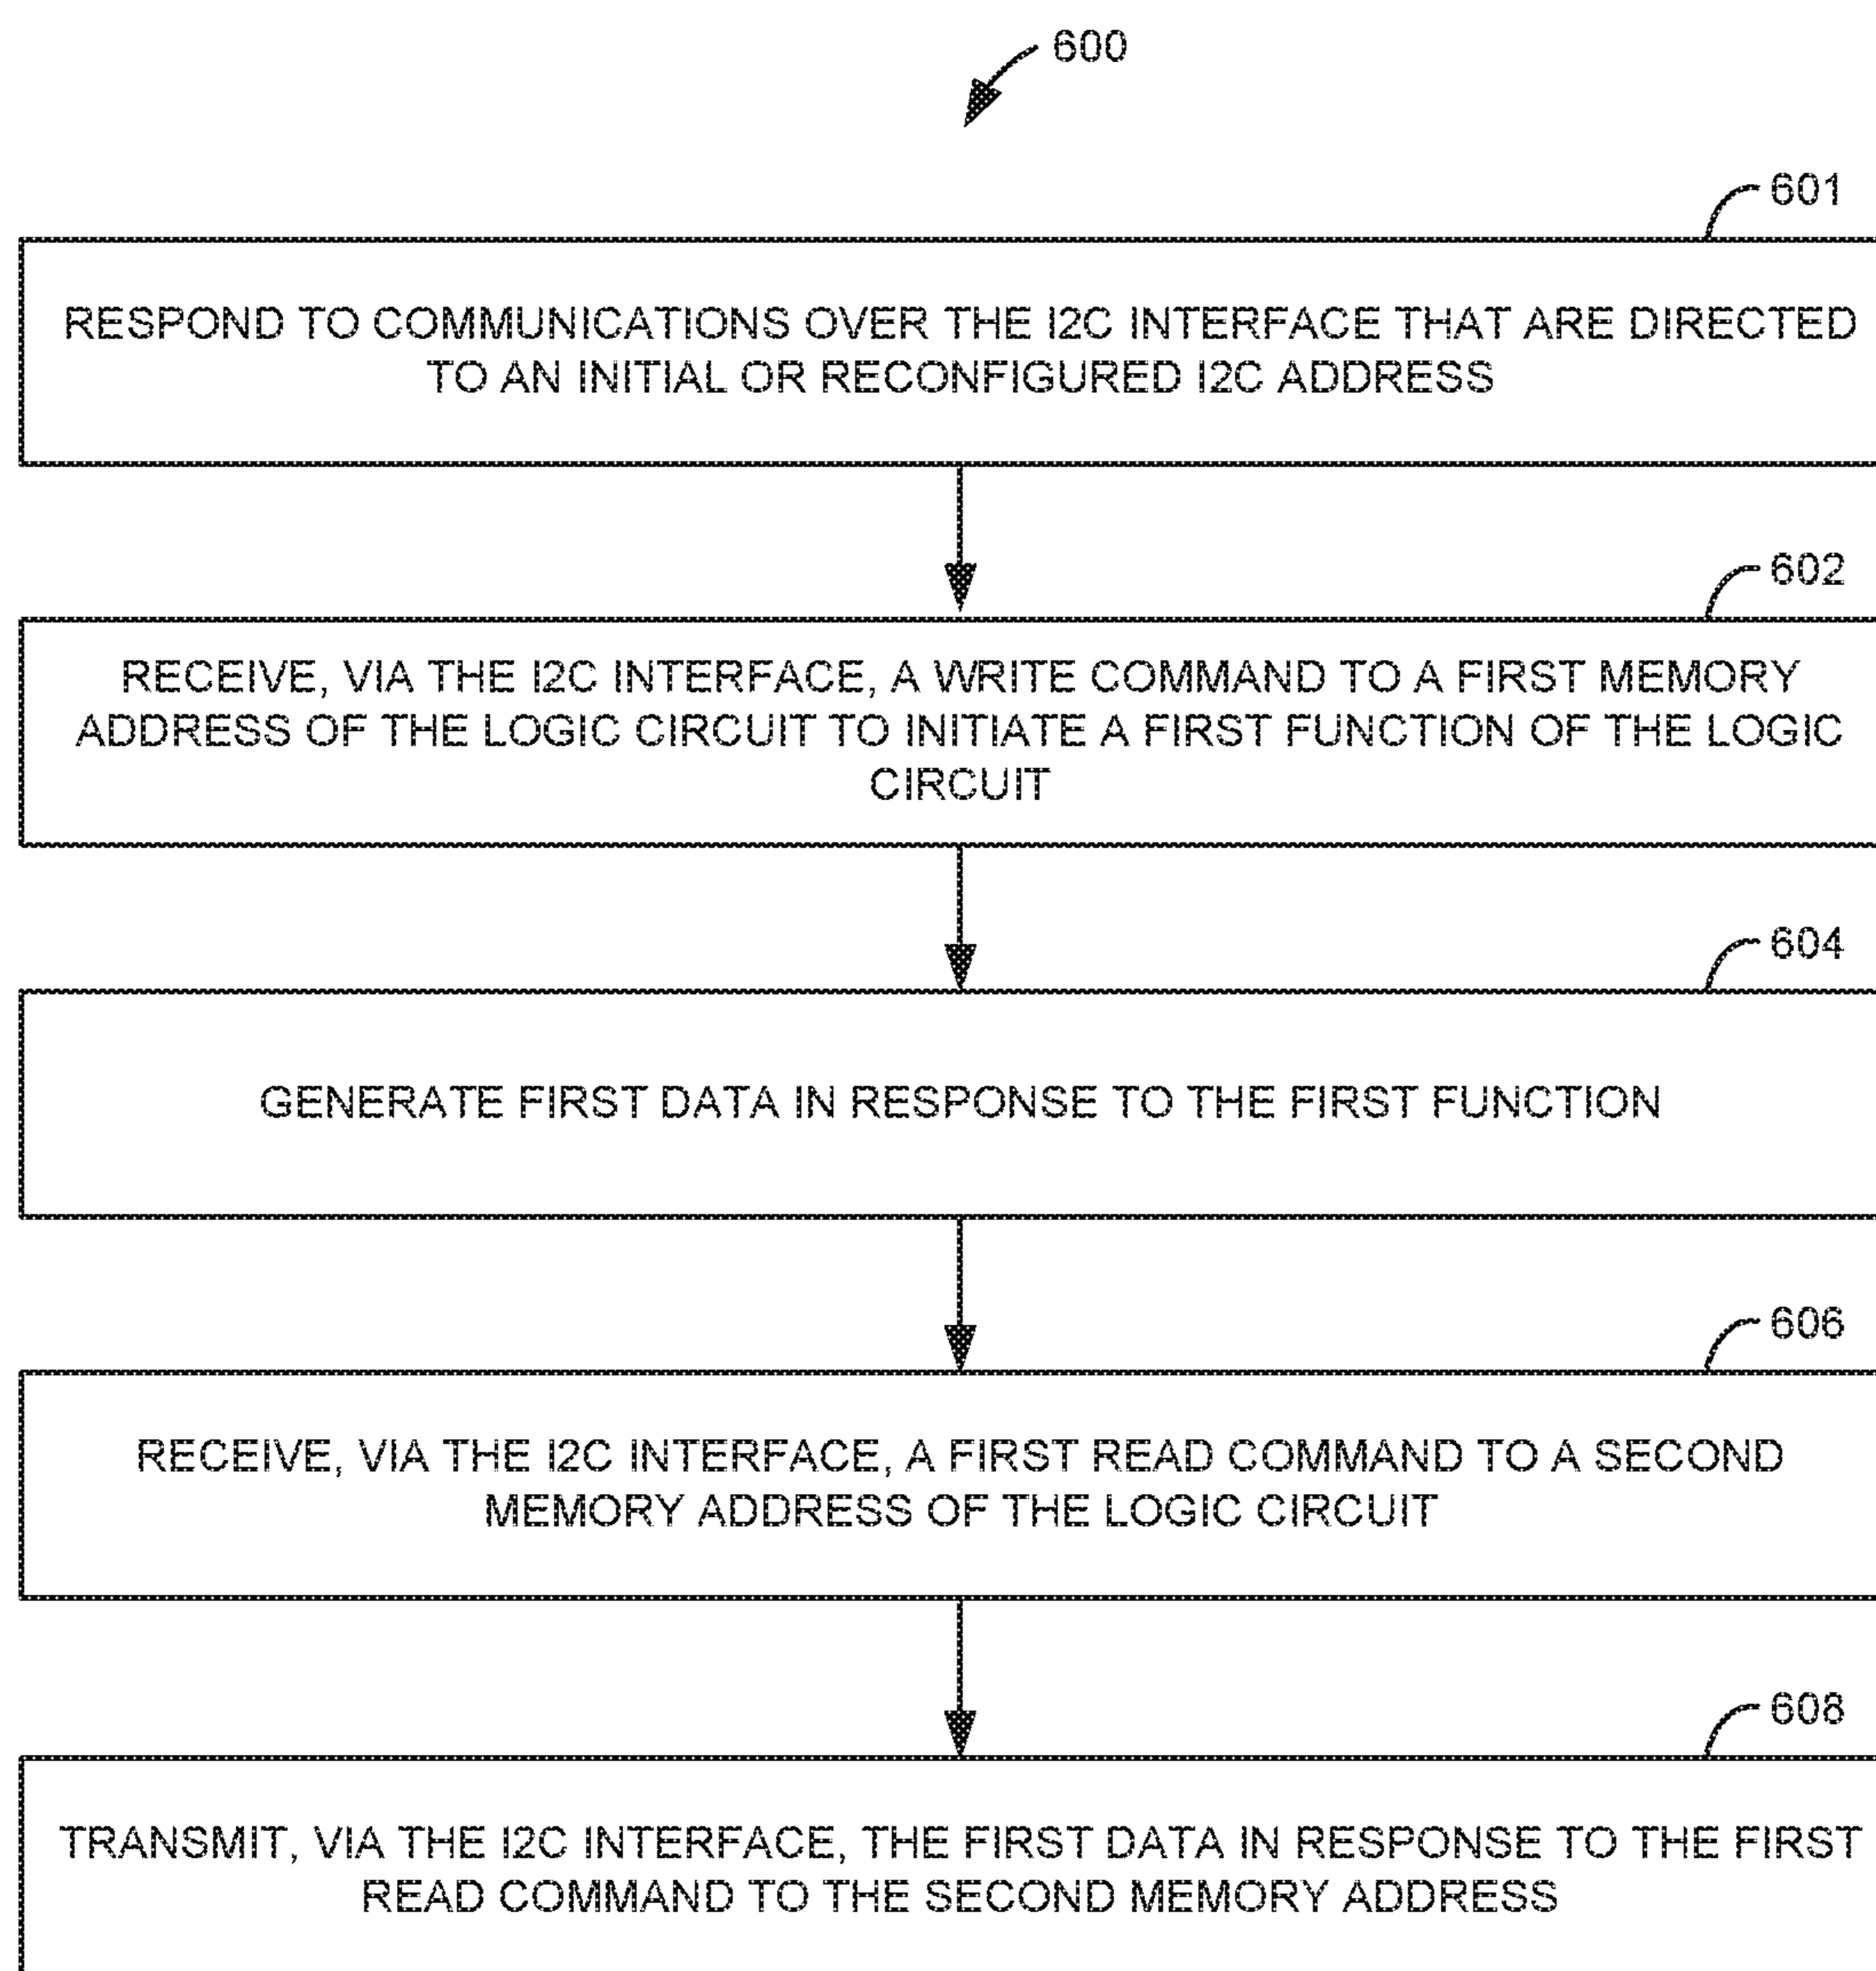 600
601
RESPOND TO COMMUNICATIONS OVER THE I2C INTERFACE THAT ARE DIRECTED
TO AN INITIAL OR RECONFIGURED I2C ADDRESS
602
RECEIVE, VIA THE I2C INTERFACE, A WRITE COMMAND TO A FIRST MEMORY
ADDRESS OF THE LOGIC CIRCUIT TO INITIATE A FIRST FUNCTION OF THE LOGIC
CIRCUIT
604
GENERATE FIRST DATA IN RESPONSE TO THE FIRST FUNCTION
606
RECEIVE, VIA THE I2C INTERFACE, A FIRST READ COMMAND TO A SECOND
MEMORY ADDRESS OF THE LOGIC CIRCUIT
608
TRANSMIT, VIA THE I2C INTERFACE, THE FIRST DATA IN RESPONSE TO THE FIRST
READ COMMAND TO THE SECOND MEMORY ADDRESS